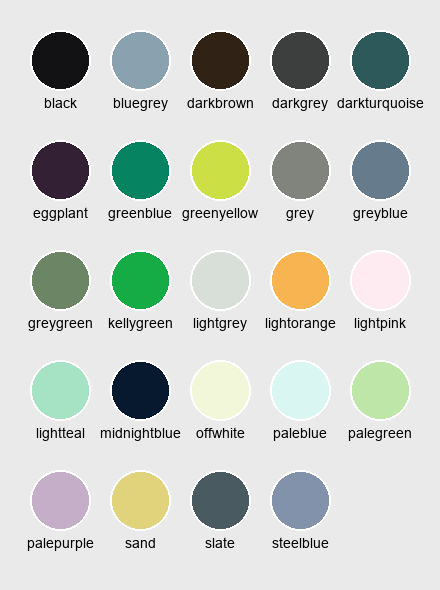 black bluegrey darkbrown darkgrey darkturquoise
eggplant greenblue greenyellow grey greyblue
greygreen kellygreen lightgrey lightorange lightpink
lightteal midnightblue offwhite paleblue palegreen
palepurple sand slate steelblue